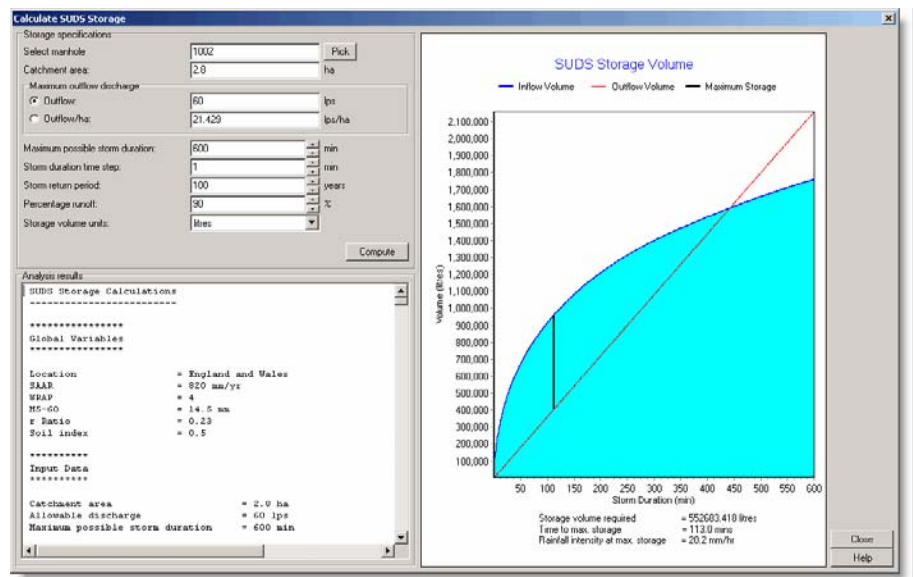 Calculate SUDS Storage
Storage specifications
Select manhole 1002 Pick
Catchment area: 2.8 ha
Maximum outflow discharge
Outflow: 60 lps
Outflow/ha: 21.429 lps/ha
Maximum possible storm duration: 600 min
Storm duration time step: 1 min
Storm return period: 100 years
Percentage runoff: 90 %
Storage volume units: litres
Compute
Analysis results
SUDS Storage Calculations
-------------------------
****************
Global Variables
****************
Location = England and Wales
SAAR = 820 mm/yr
WRAP = 4
M5-60 = 14.5 mm
r Ratio = 0.23
Soil index = 0.5
**********
Input Data
**********
Catchment area = 2.8 ha
Allowable discharge = 60 lps
Maximum possible storm duration = 600 min
SUDS Storage Volume
Inflow Volume Outflow Volume Maximum Storage
Volume (litres)
2,100,000
2,000,000
1,900,000
1,800,000
1,700,000
1,600,000
1,500,000
1,400,000
1,300,000
1,200,000
1,100,000
1,000,000
900,000
800,000
700,000
600,000
500,000
400,000
300,000
200,000
100,000
50 100 150 200 250 300 350 400 450 500 550 600
Storm Duration (min)
Storage volume required = 552683.418 litres
Time to max. storage = 113.0 mins
Rainfall intensity at max. storage = 20.2 mm/hr
Close
Help